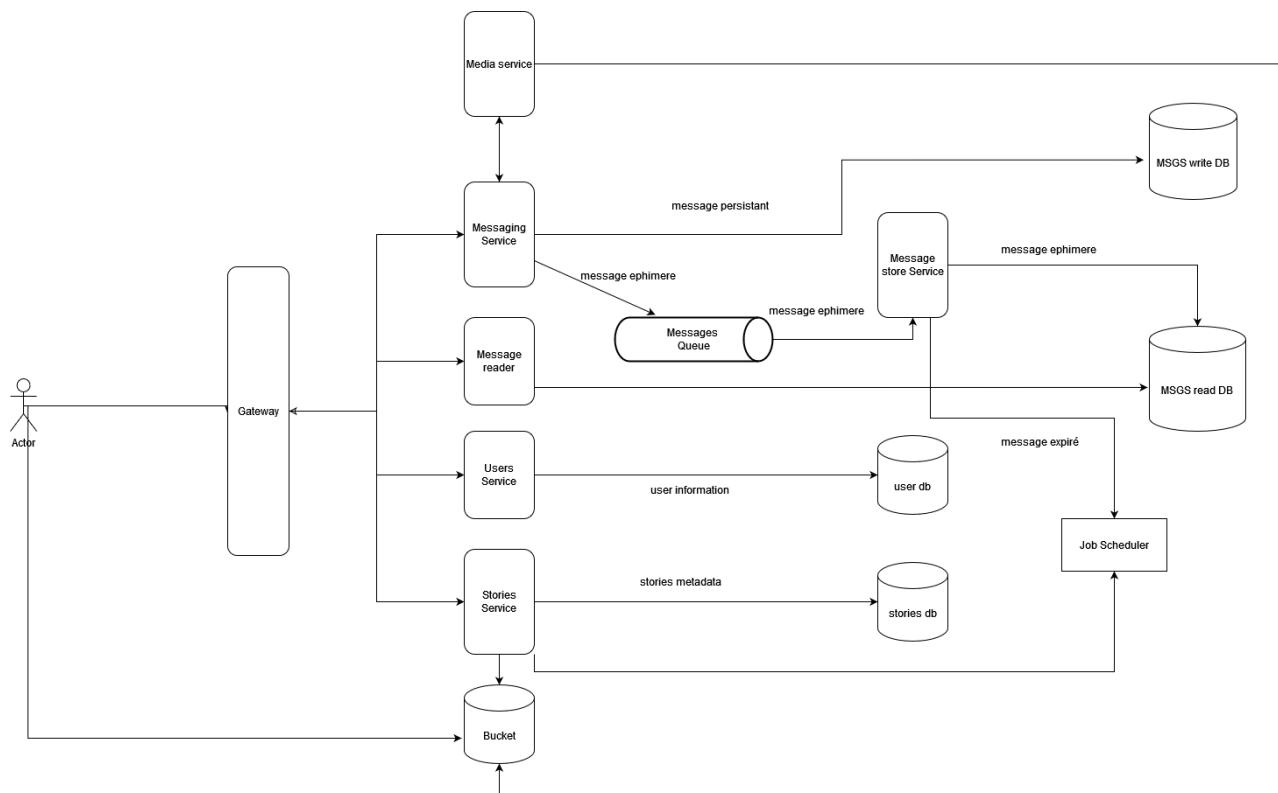 Media service
MSGS write DB
message persistant
Messaging
Service
message ephimere
Message
store Service
message ephimere
message ephimere
Messages
Queue
Message
reader
MSGS read DB
Gateway
Actor
message expiré
Users
Service
user information
user db
Job Scheduler
stories metadata
Stories
Service
stories db
Bucket